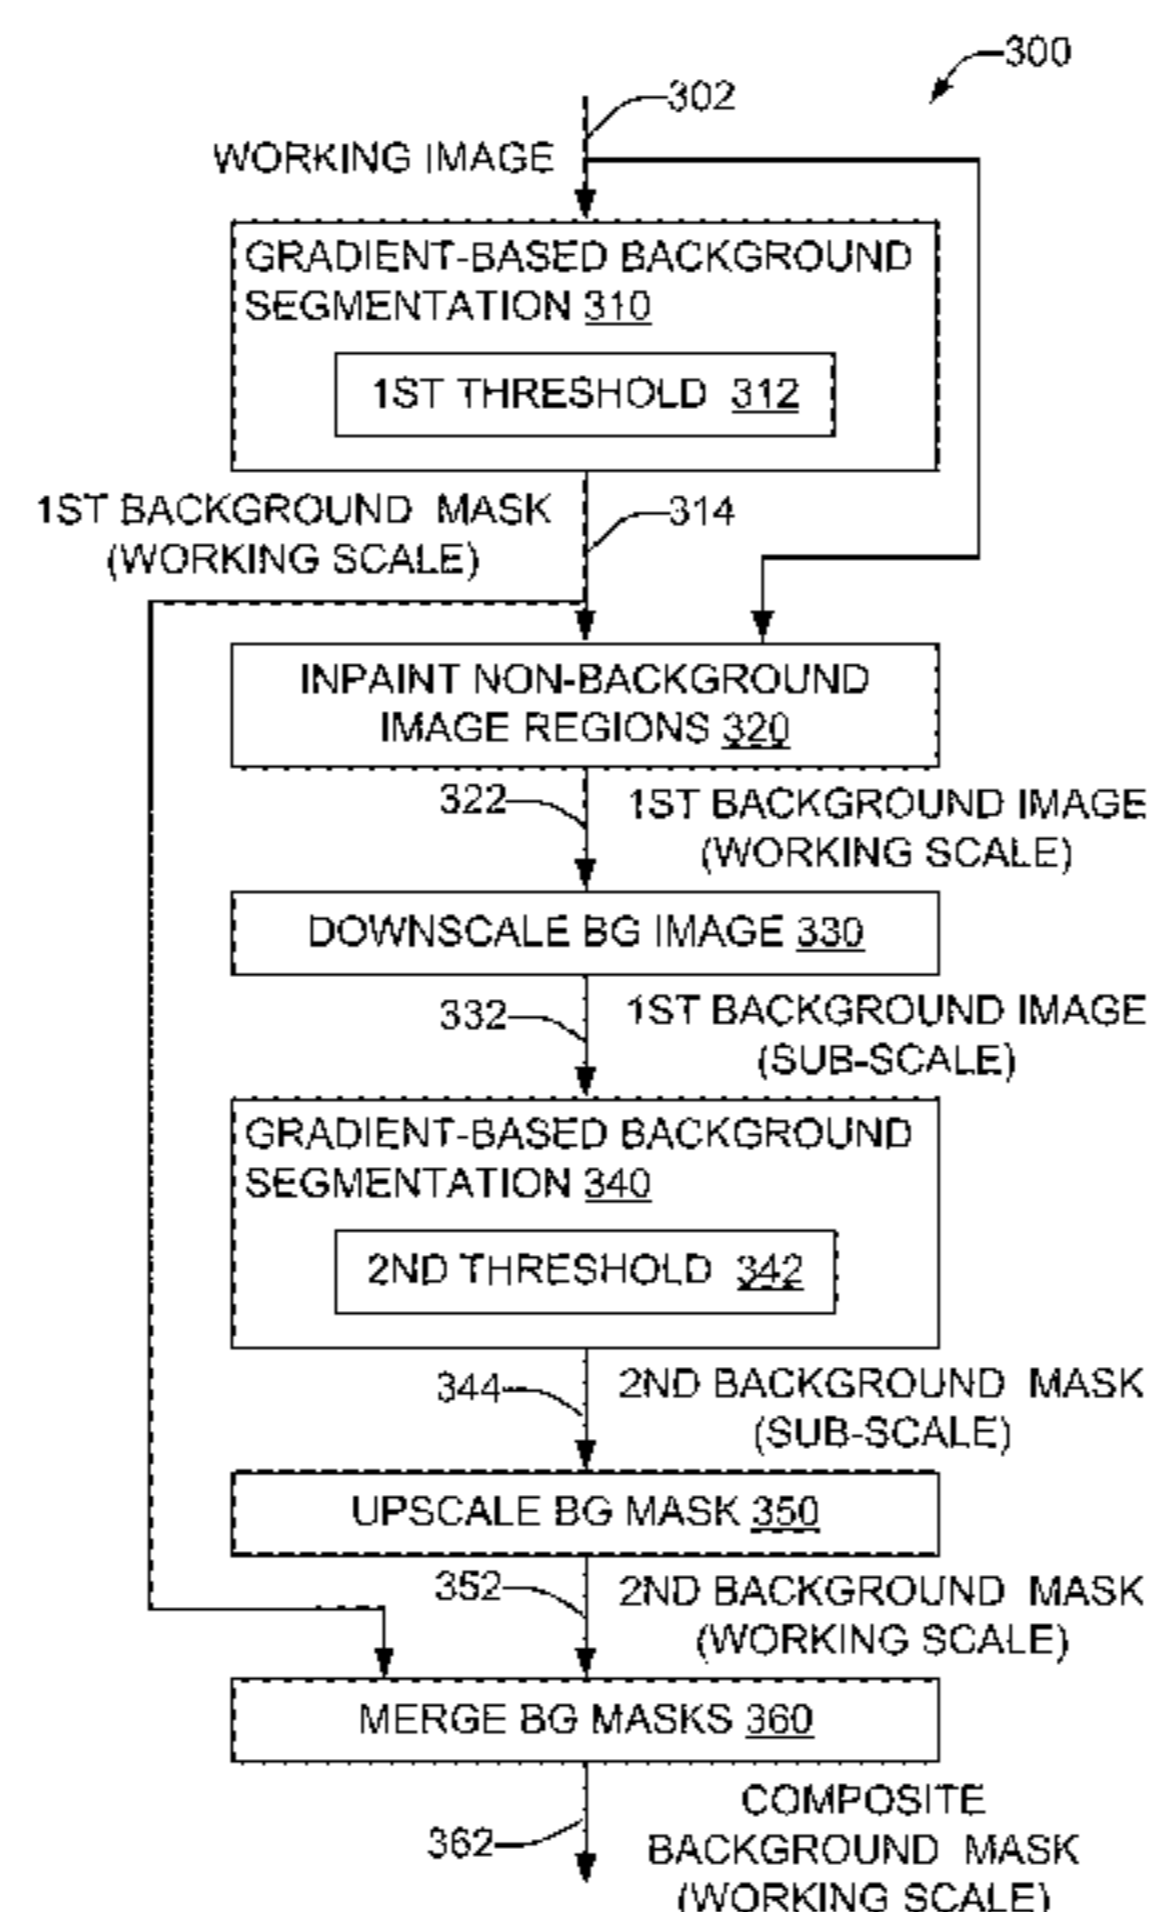 300
302
WORKING IMAGE
GRADIENT-BASED BACKGROUND
SEGMENTATION 310
1ST THRESHOLD 312
1ST BACKGROUND MASK
(WORKING SCALE)
314
INPAINT NON-BACKGROUND
IMAGE REGIONS 320
322
1ST BACKGROUND IMAGE
(WORKING SCALE)
DOWNSCALE BG IMAGE 330
332
1ST BACKGROUND IMAGE
(SUB-SCALE)
GRADIENT-BASED BACKGROUND
SEGMENTATION 340
2ND THRESHOLD 342
344
2ND BACKGROUND MASK
(SUB-SCALE)
UPSCALE BG MASK 350
352
2ND BACKGROUND MASK
(WORKING SCALE)
MERGE BG MASKS 360
362
COMPOSITE
BACKGROUND MASK
(WORKING SCALE)